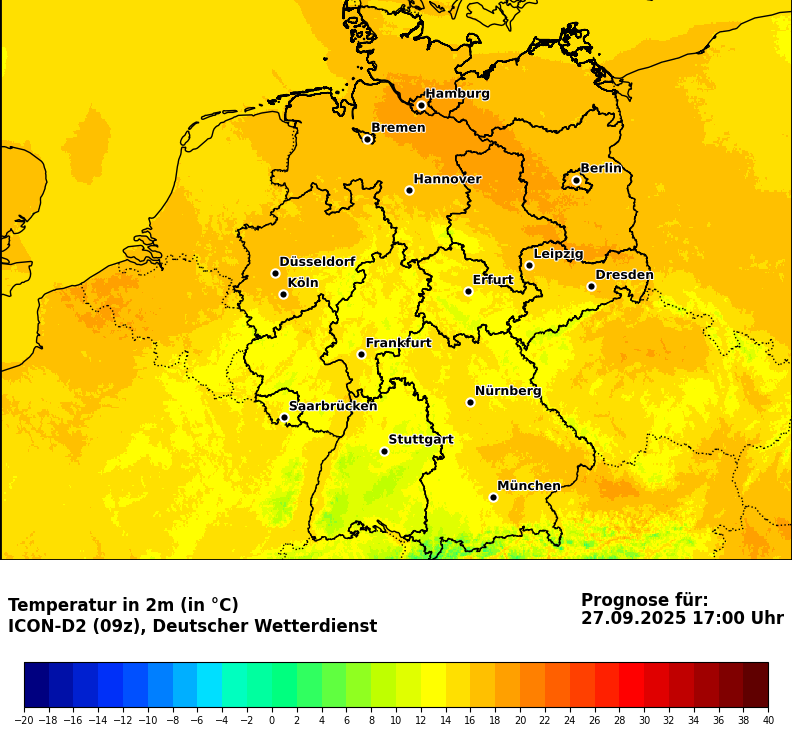 Hamburg
Bremen
Berlin
Hannover
Leipzig
Düsseldorf
Dresden
Köln
Erfurt
Frankfurt
Nürnberg
Saarbrücken
Stuttgart
München
Temperatur in 2m (in °C)
ICON-D2 (09z), Deutscher Wetterdienst
Prognose für:
27.09.2025 17:00 Uhr
−20 −18 −16 −14 −12 −10 −8 −6 −4 −2 0 2 4 6 8 10 12 14 16 18 20 22 24 26 28 30 32 34 36 38 40